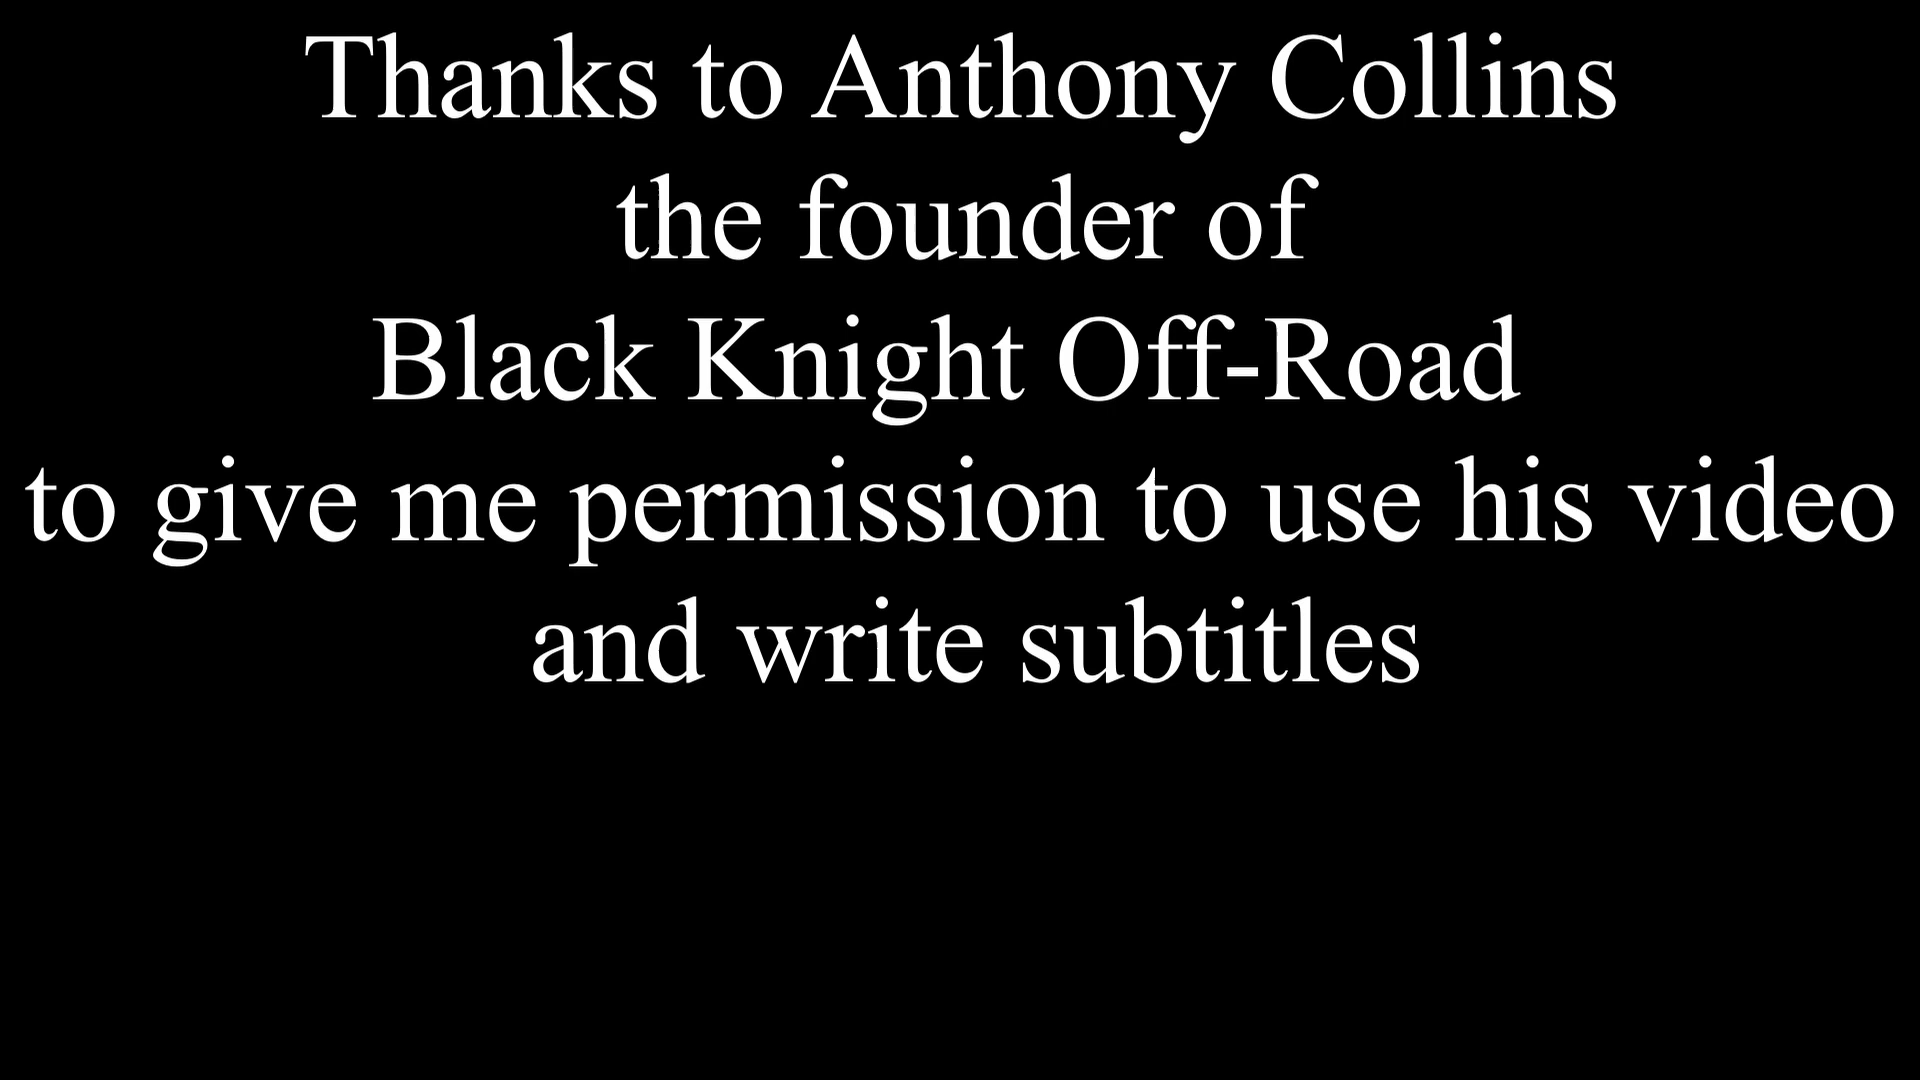 Thanks to Anthony Collins
the founder of
Black Knight Off-Road
to give me permission to use his video
and write subtitles